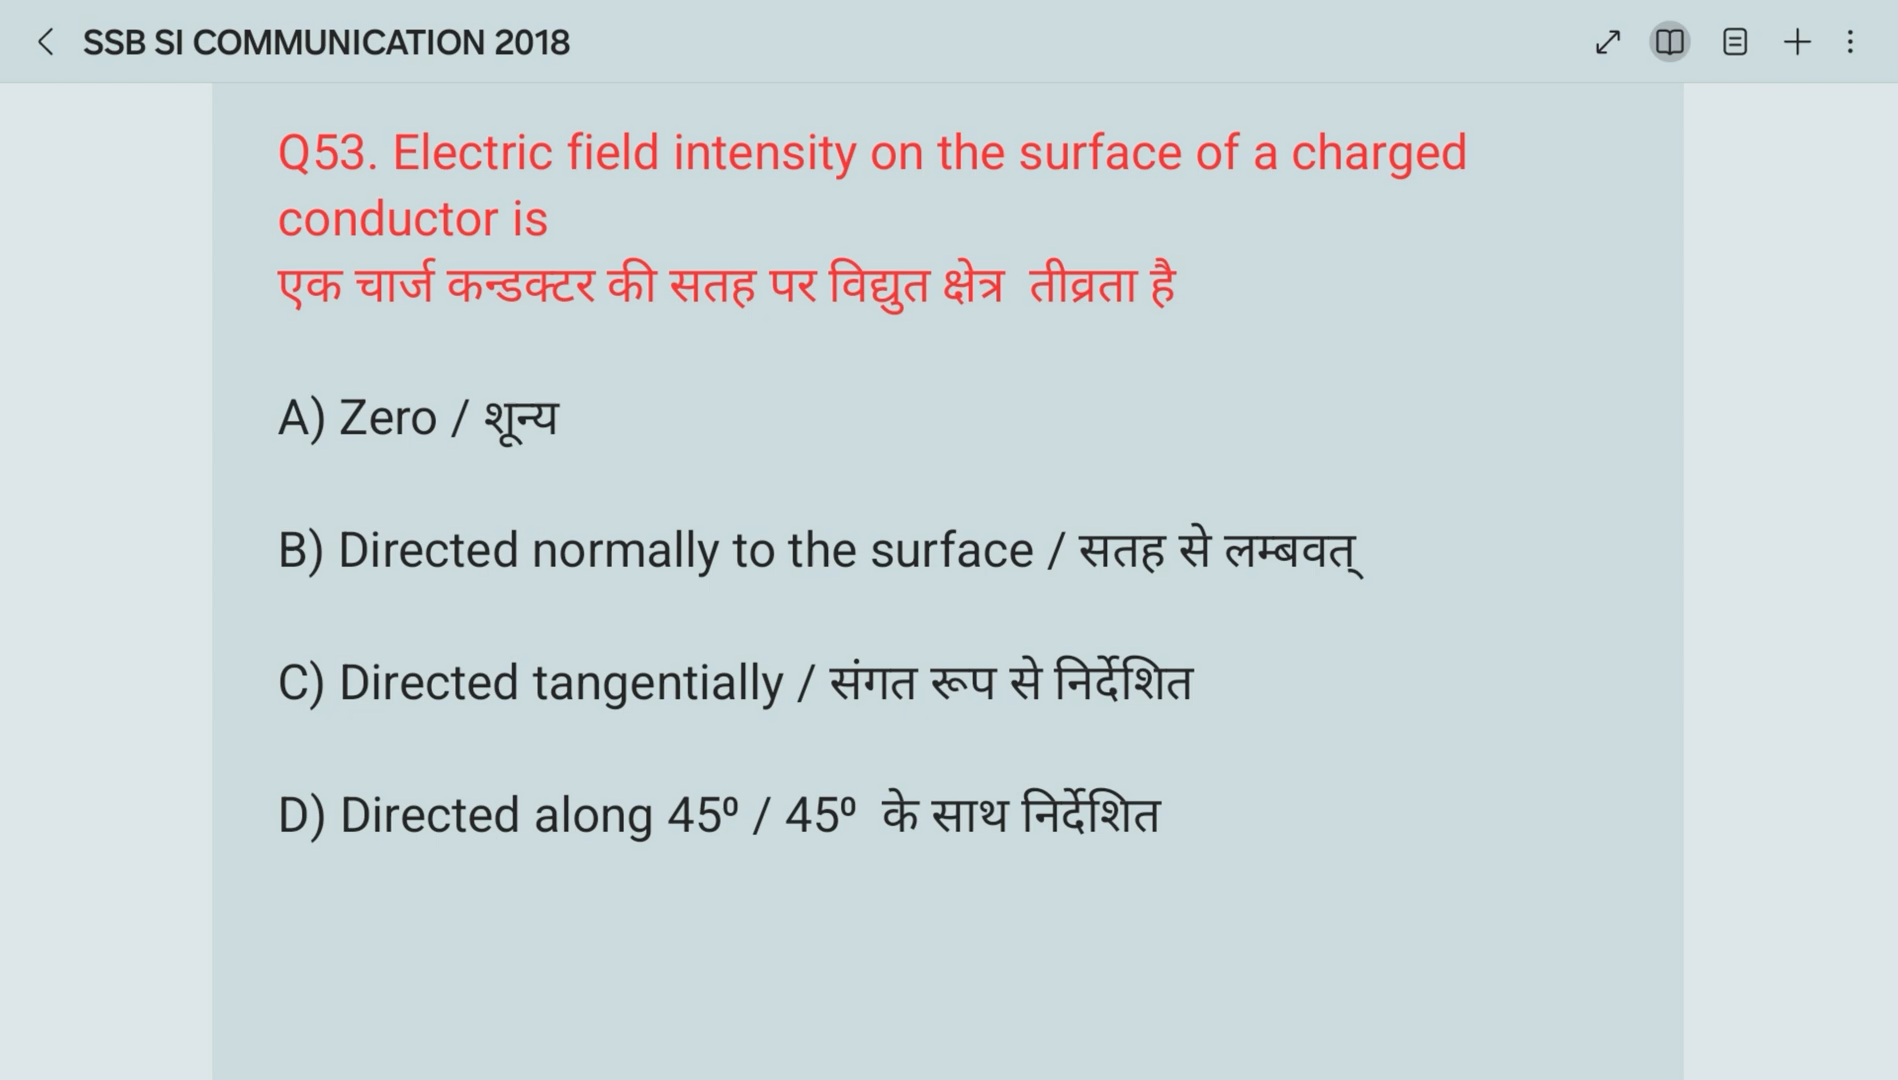 SSB SI COMMUNICATION 2018
Q53. Electric field intensity on the surface of a charged
conductor is
एक चार्ज कन्डक्टर की सतह पर विद्युत क्षेत्र तीव्रता है
A) Zero / शून्य
B) Directed normally to the surface / सतह से लम्बवत्
C) Directed tangentially / संगत रूप से निर्देशित
D) Directed along 45⁰ / 45⁰ के साथ निर्देशित